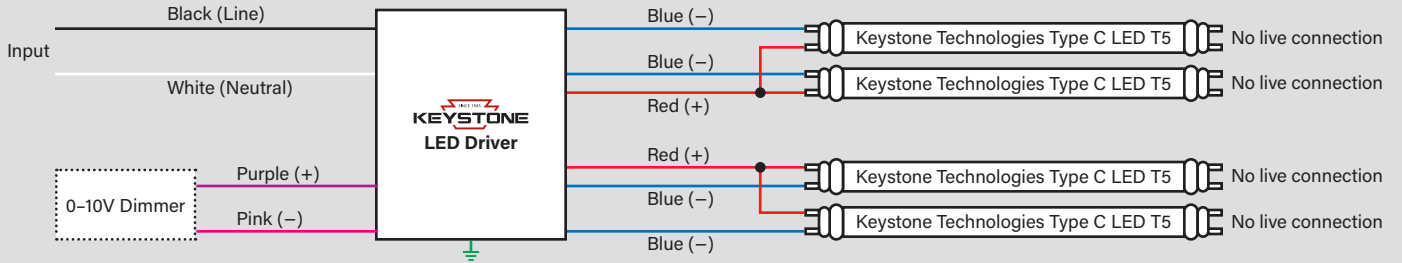 Black (Line)
Input
White (Neutral)
0–10V Dimmer
Purple (+)
Pink (−)
SINCE 1945
KEYSTONE
LED Driver
Blue (−)
Blue (−)
Red (+)
Red (+)
Blue (−)
Blue (−)
Keystone Technologies Type C LED T5
No live connection
Keystone Technologies Type C LED T5
No live connection
Keystone Technologies Type C LED T5
No live connection
Keystone Technologies Type C LED T5
No live connection